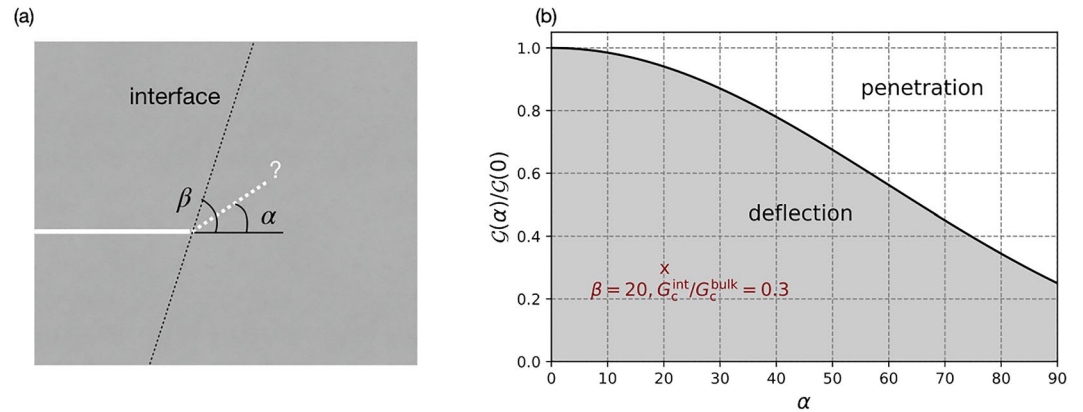 (a)
interface
β
?
α
(b)
𝒢(α)/𝒢(0)
1.0
0.8
0.6
0.4
0.2
0.0
penetration
deflection
x
β = 20, G_c^int/G_c^bulk = 0.3
0 10 20 30 40 50 60 70 80 90
α